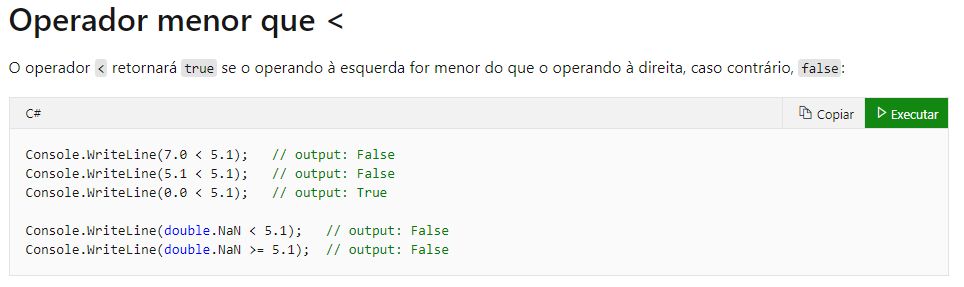 Operador menor que <
O operador < retornará true se o operando à esquerda for menor do que o operando à direita, caso contrário, false:
C# Copiar Executar
Console.WriteLine(7.0 < 5.1);   // output: False
Console.WriteLine(5.1 < 5.1);   // output: False
Console.WriteLine(0.0 < 5.1);   // output: True
Console.WriteLine(double.NaN < 5.1);   // output: False
Console.WriteLine(double.NaN >= 5.1);  // output: False